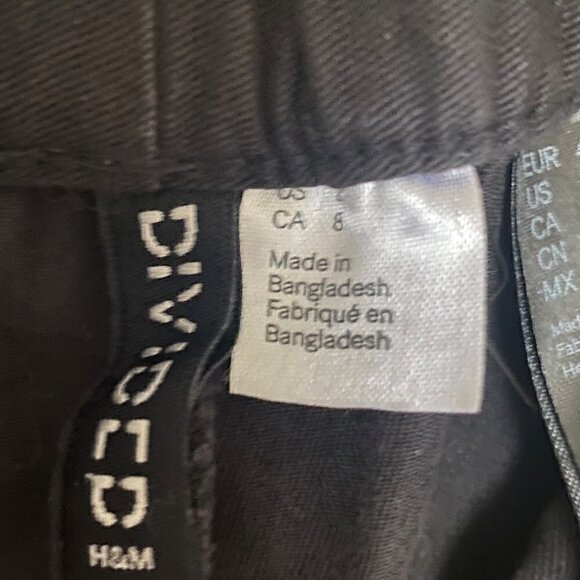 DIVIDED
H&M
US
CA 8
Made in
Bangladesh
Fabriqué en
Bangladesh
EUR
US
CA
CN
MX